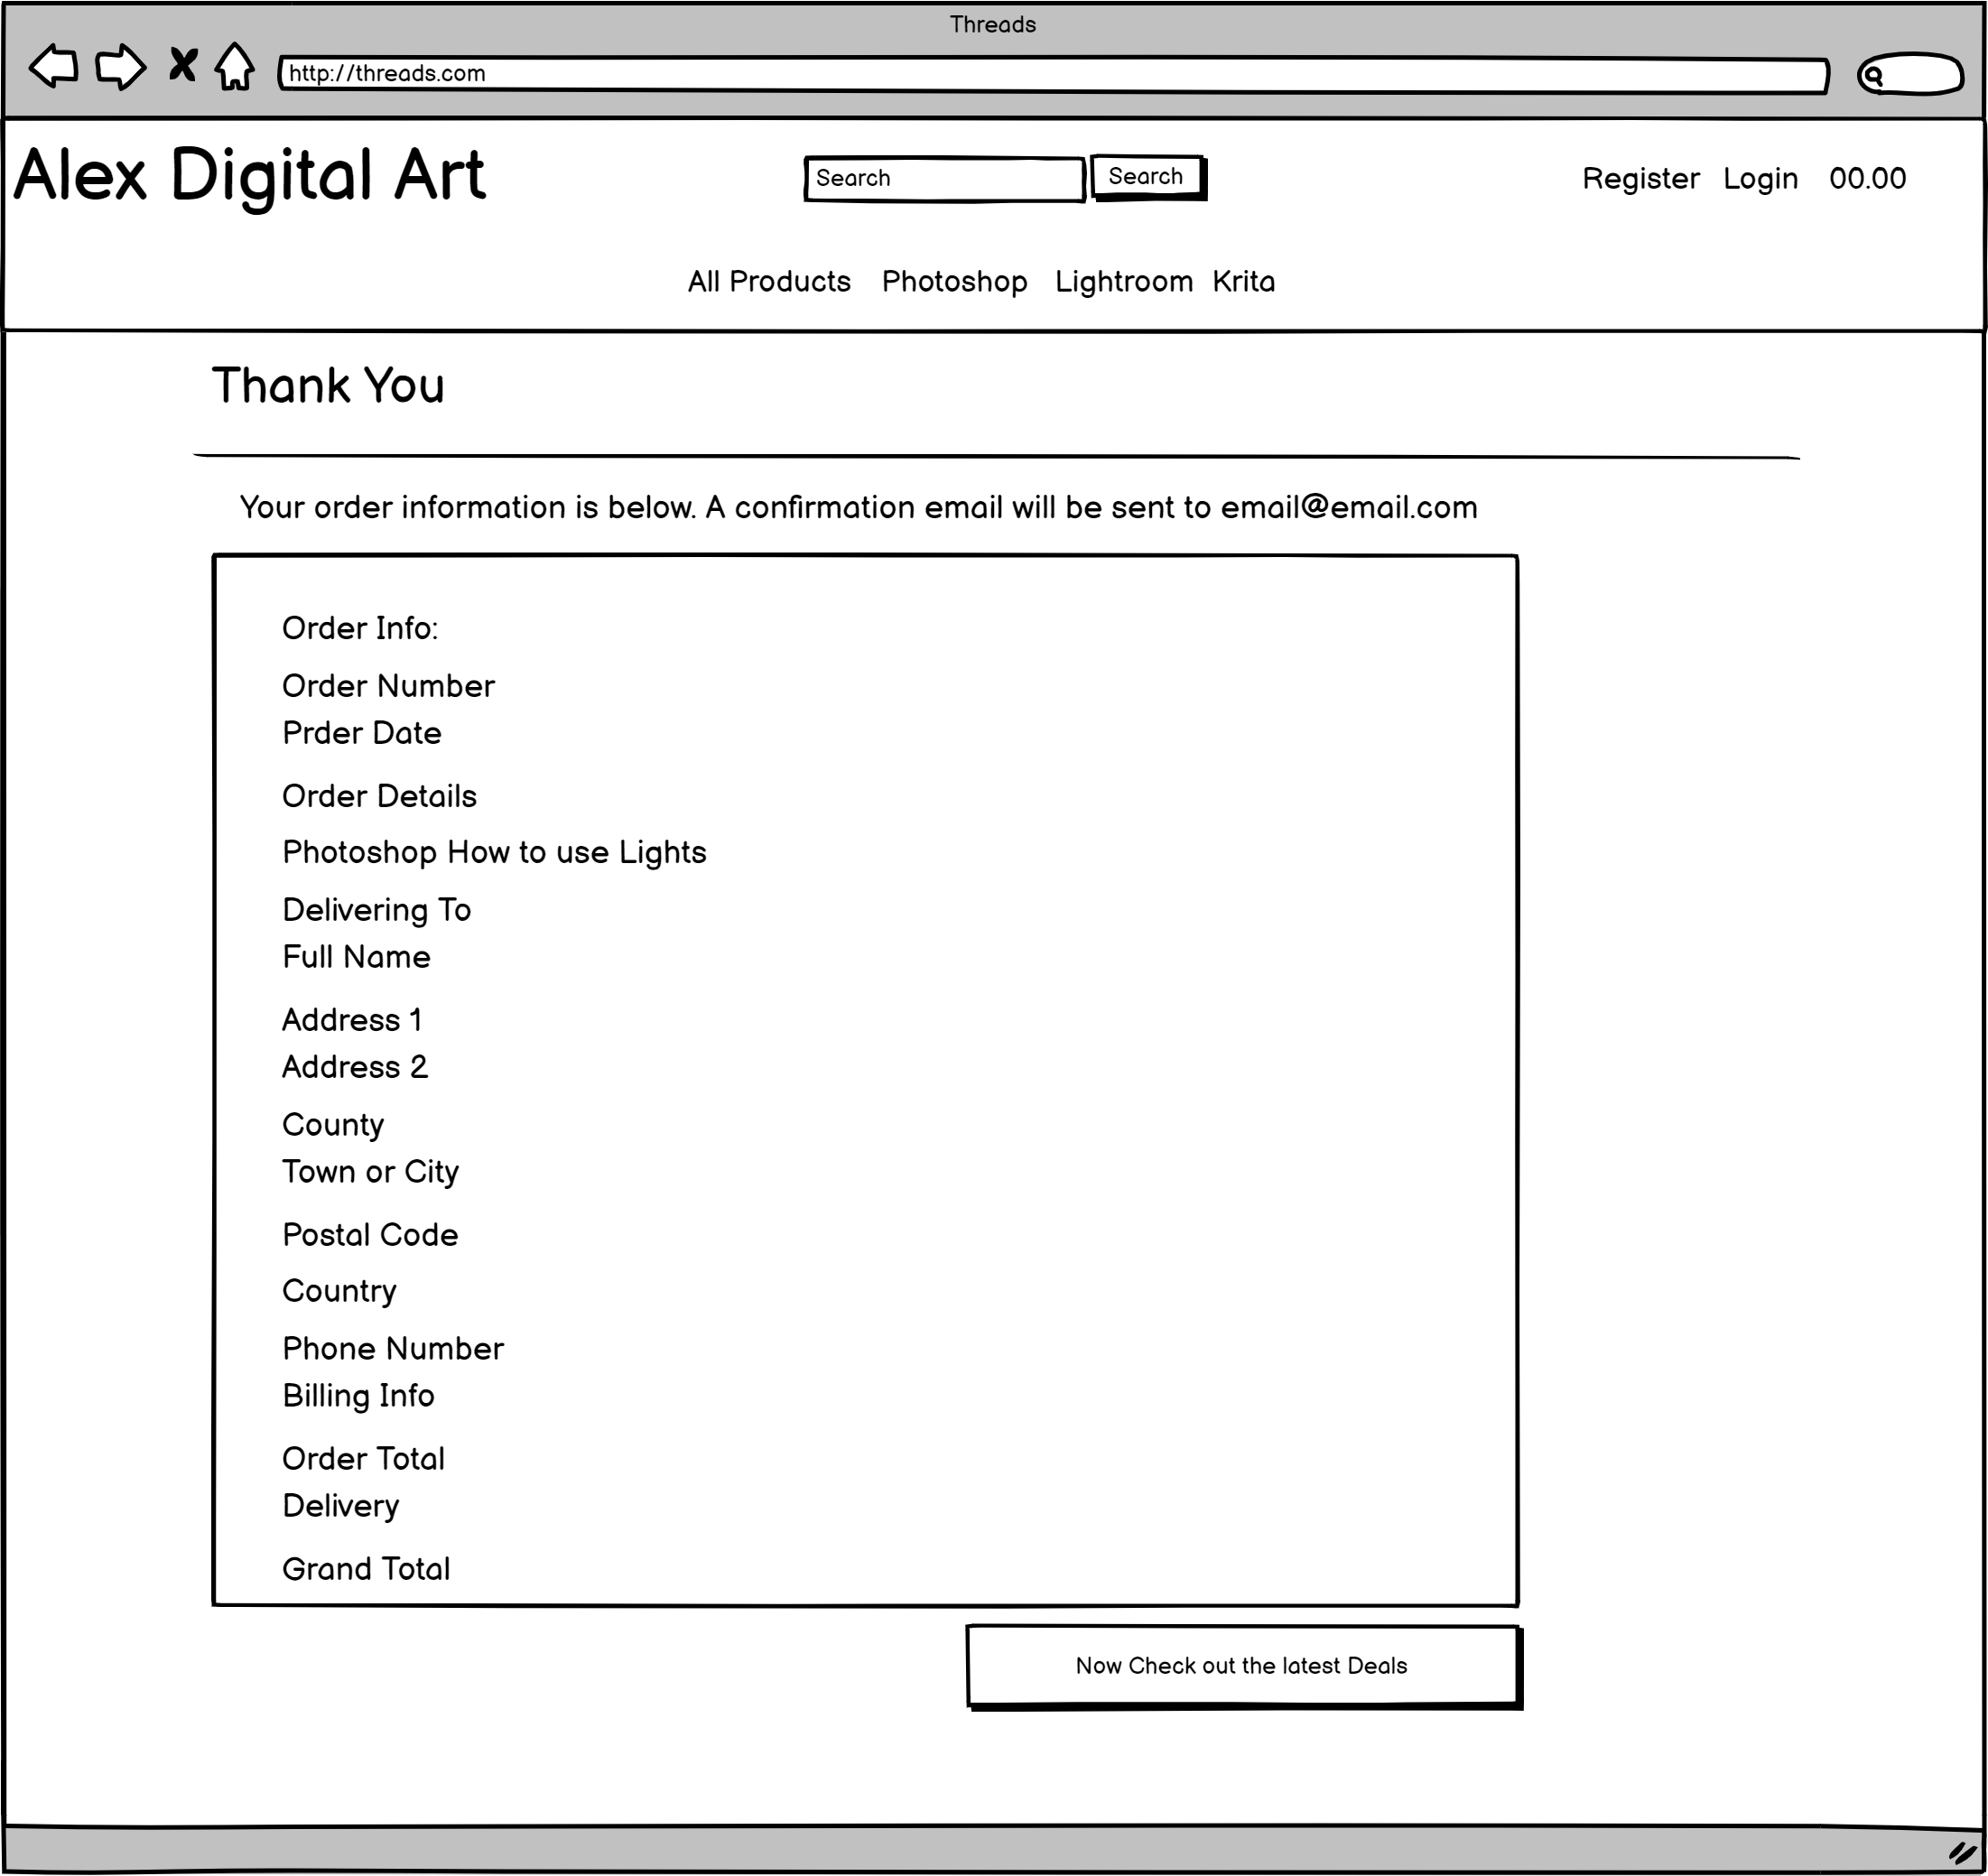 Threads
http://threads.com
Alex Digital Art
Search
Search
Register Login 00.00
All Products Photoshop Lightroom Krita
Thank You
Your order information is below. A confirmation email will be sent to email@email.com
Order Info:
Order Number
Prder Date
Order Details
Photoshop How to use Lights
Delivering To
Full Name
Address 1
Address 2
County
Town or City
Postal Code
Country
Phone Number
Billing Info
Order Total
Delivery
Grand Total
Now Check out the latest Deals